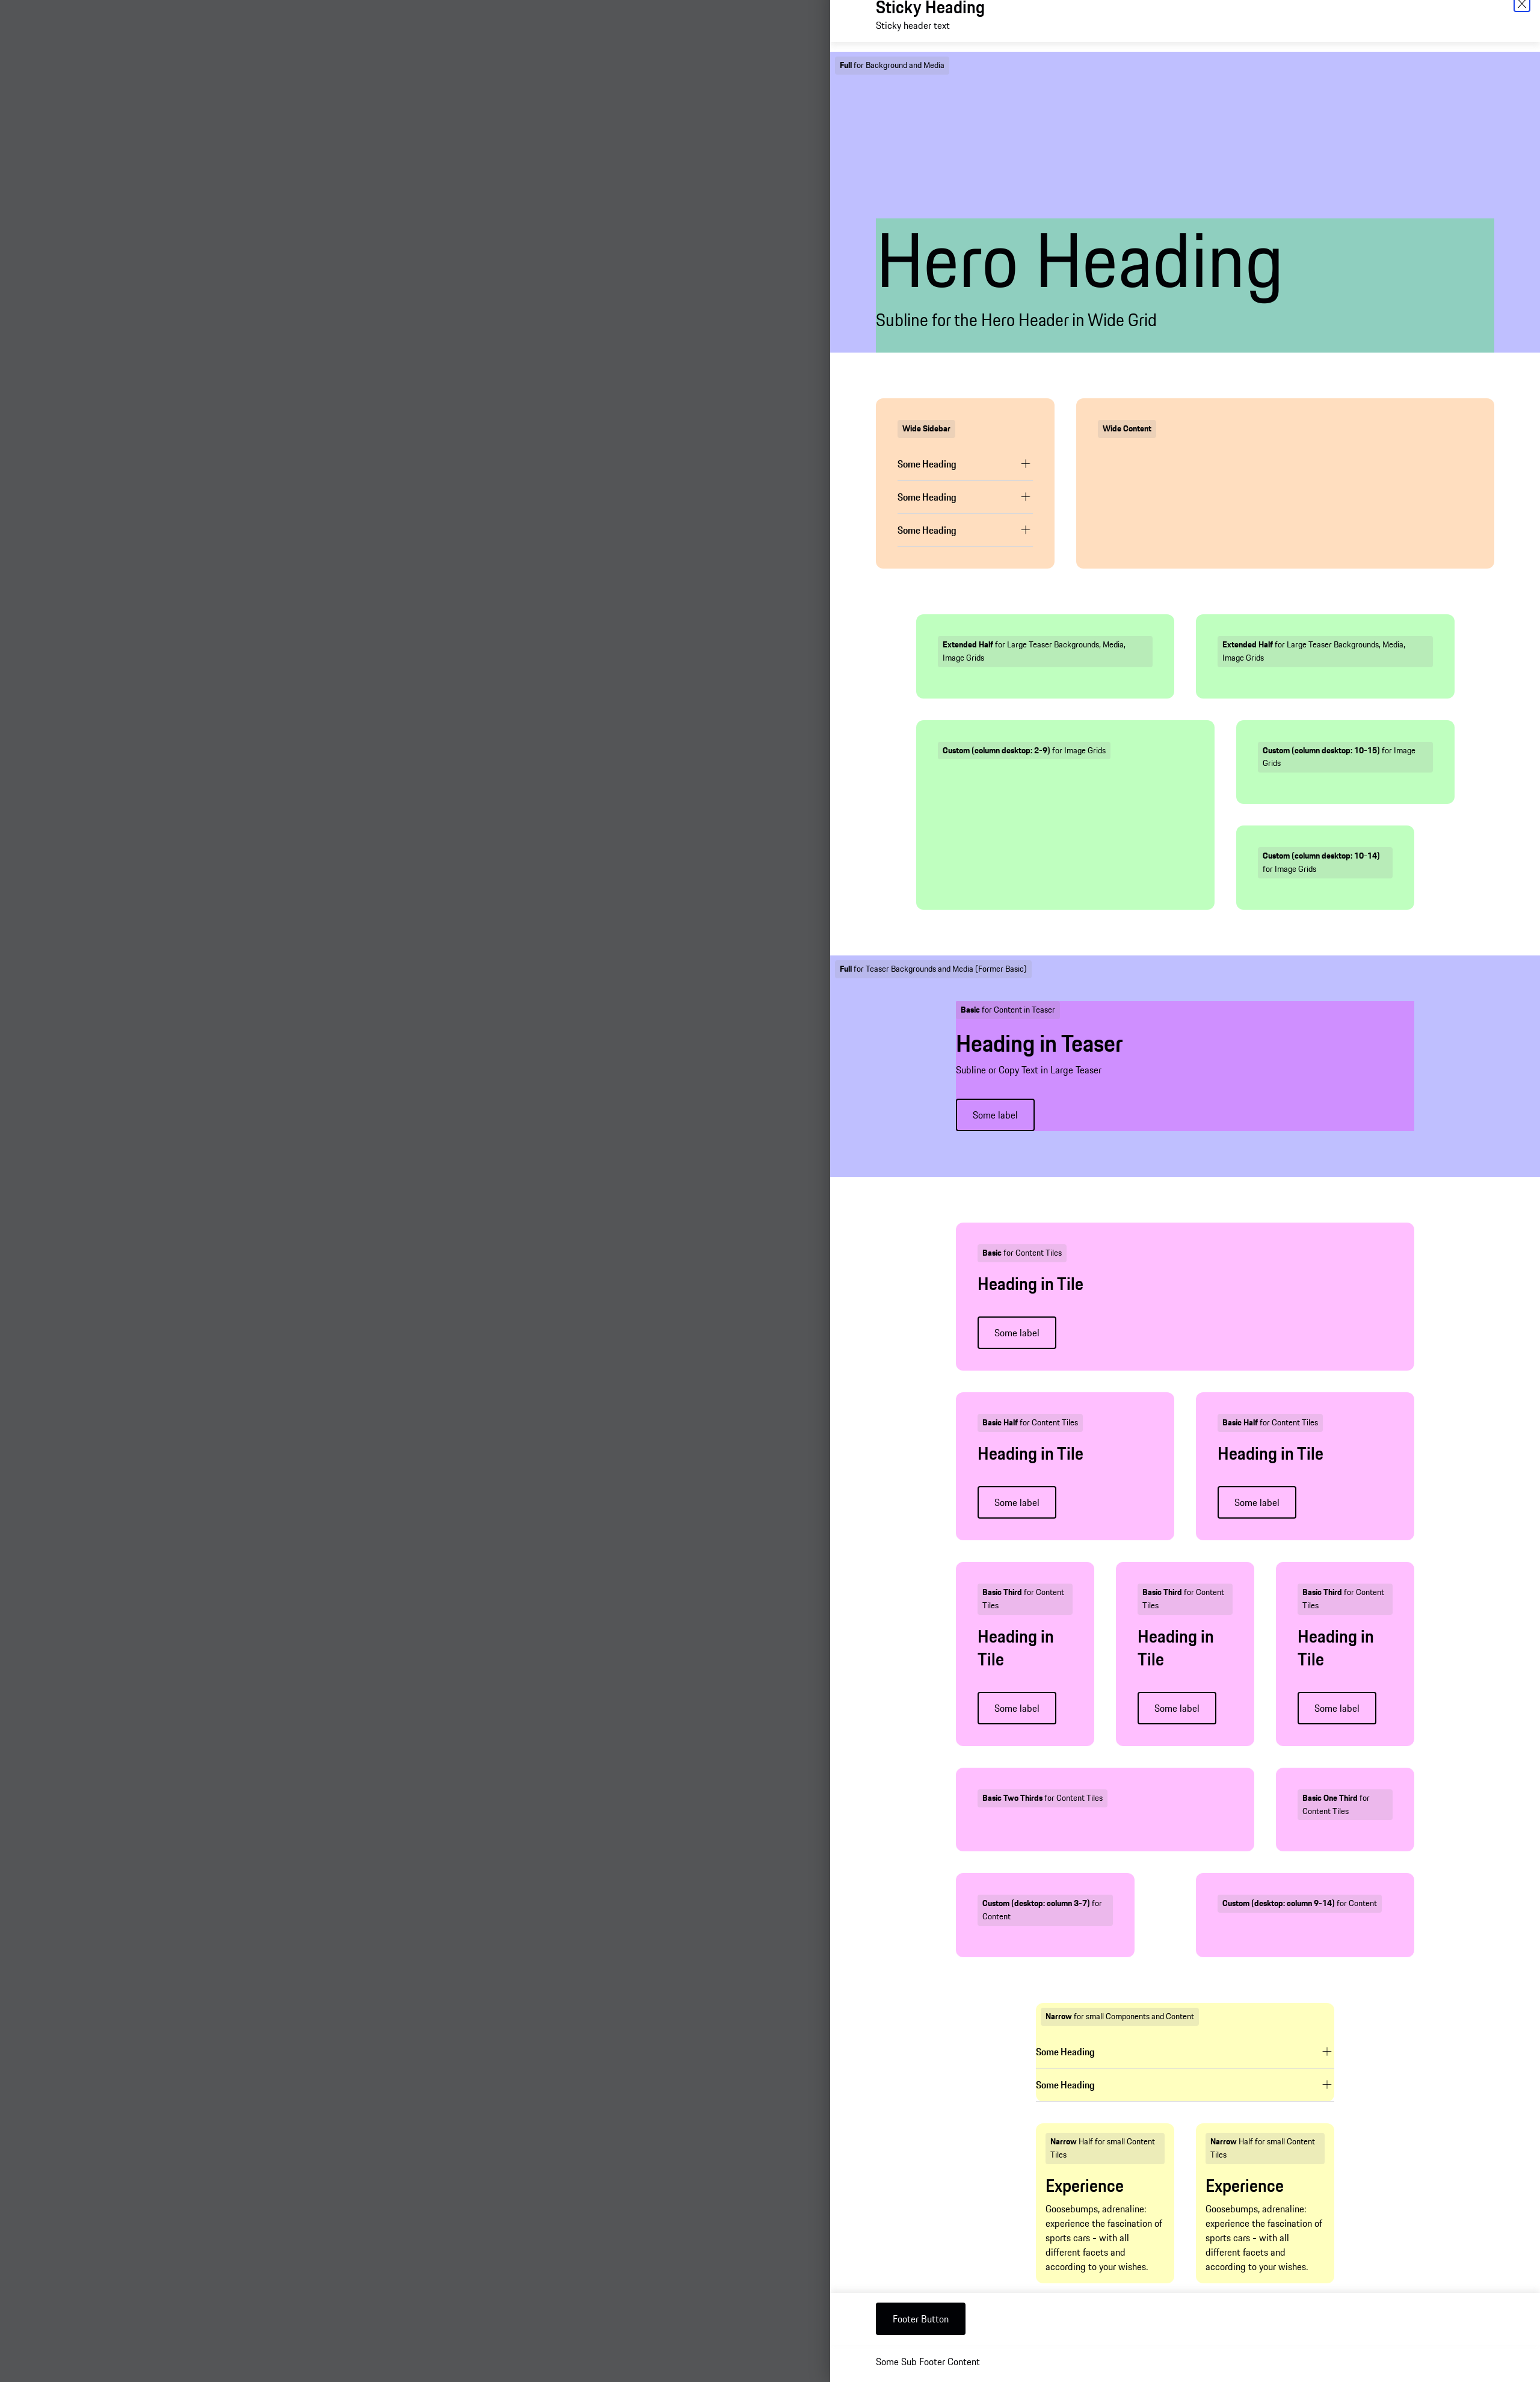 Sticky Heading
Sticky header text
Full for Background and Media
Hero Heading
Subline for the Hero Header in Wide Grid
Wide Sidebar
Some Heading
Some Heading
Some Heading
Wide Content
Extended Half for Large Teaser Backgrounds, Media,
Image Grids
Extended Half for Large Teaser Backgrounds, Media,
Image Grids
Custom (column desktop: 2-9) for Image Grids
Custom (column desktop: 10-15) for Image
Grids
Custom (column desktop: 10-14)
for Image Grids
Full for Teaser Backgrounds and Media (Former Basic)
Basic for Content in Teaser
Heading in Teaser
Subline or Copy Text in Large Teaser
Some label
Basic for Content Tiles
Heading in Tile
Some label
Basic Half for Content Tiles
Heading in Tile
Some label
Basic Half for Content Tiles
Heading in Tile
Some label
Basic Third for Content
Tiles
Heading in
Tile
Some label
Basic Third for Content
Tiles
Heading in
Tile
Some label
Basic Third for Content
Tiles
Heading in
Tile
Some label
Basic Two Thirds for Content Tiles
Basic One Third for
Content Tiles
Custom (desktop: column 3-7) for
Content
Custom (desktop: column 9-14) for Content
Narrow for small Components and Content
Some Heading
Some Heading
Narrow Half for small Content
Tiles
Experience
Goosebumps, adrenaline:
experience the fascination of
sports cars - with all
different facets and
according to your wishes.
Narrow Half for small Content
Tiles
Experience
Goosebumps, adrenaline:
experience the fascination of
sports cars - with all
different facets and
according to your wishes.
Footer Button
Some Sub Footer Content